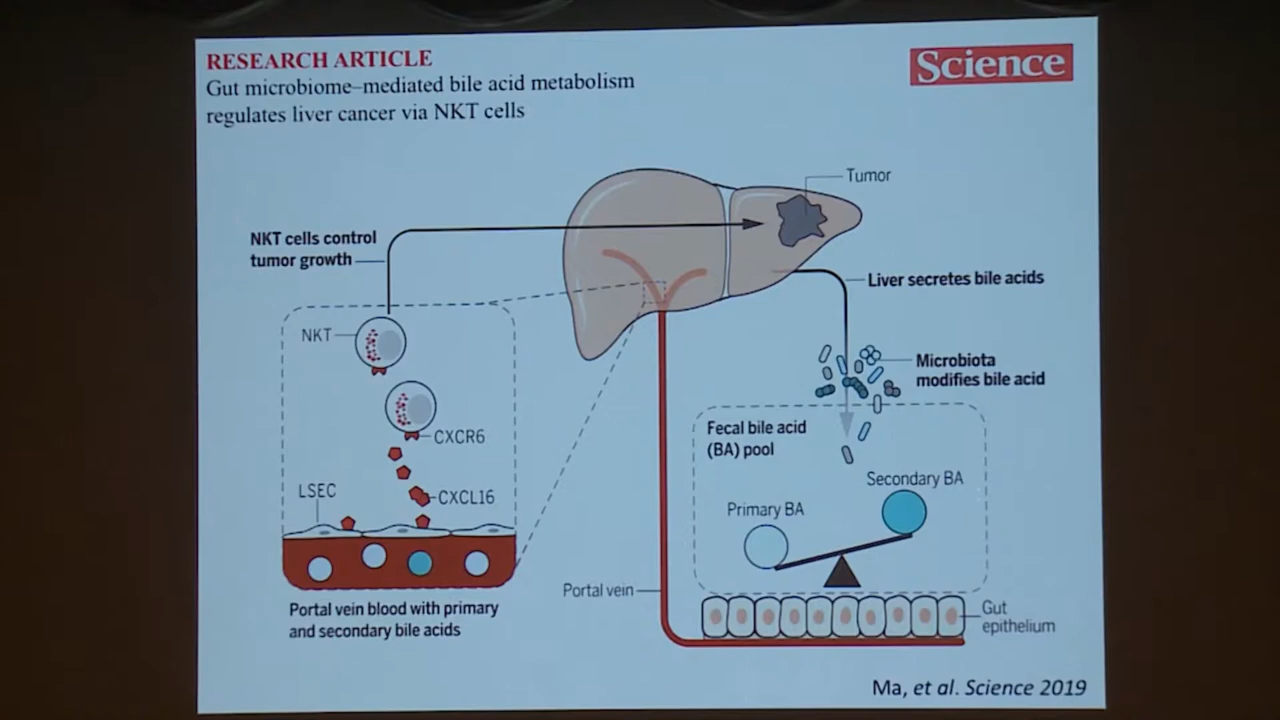 RESEARCH ARTICLE
Gut microbiome–mediated bile acid metabolism
regulates liver cancer via NKT cells
Science
Tumor
NKT cells control
tumor growth
Liver secretes bile acids
NKT
Microbiota
modifies bile acid
CXCR6
Fecal bile acid
(BA) pool
LSEC
CXCL16
Secondary BA
Primary BA
Portal vein
Portal vein blood with primary
and secondary bile acids
Gut
epithelium
Ma, et al. Science 2019